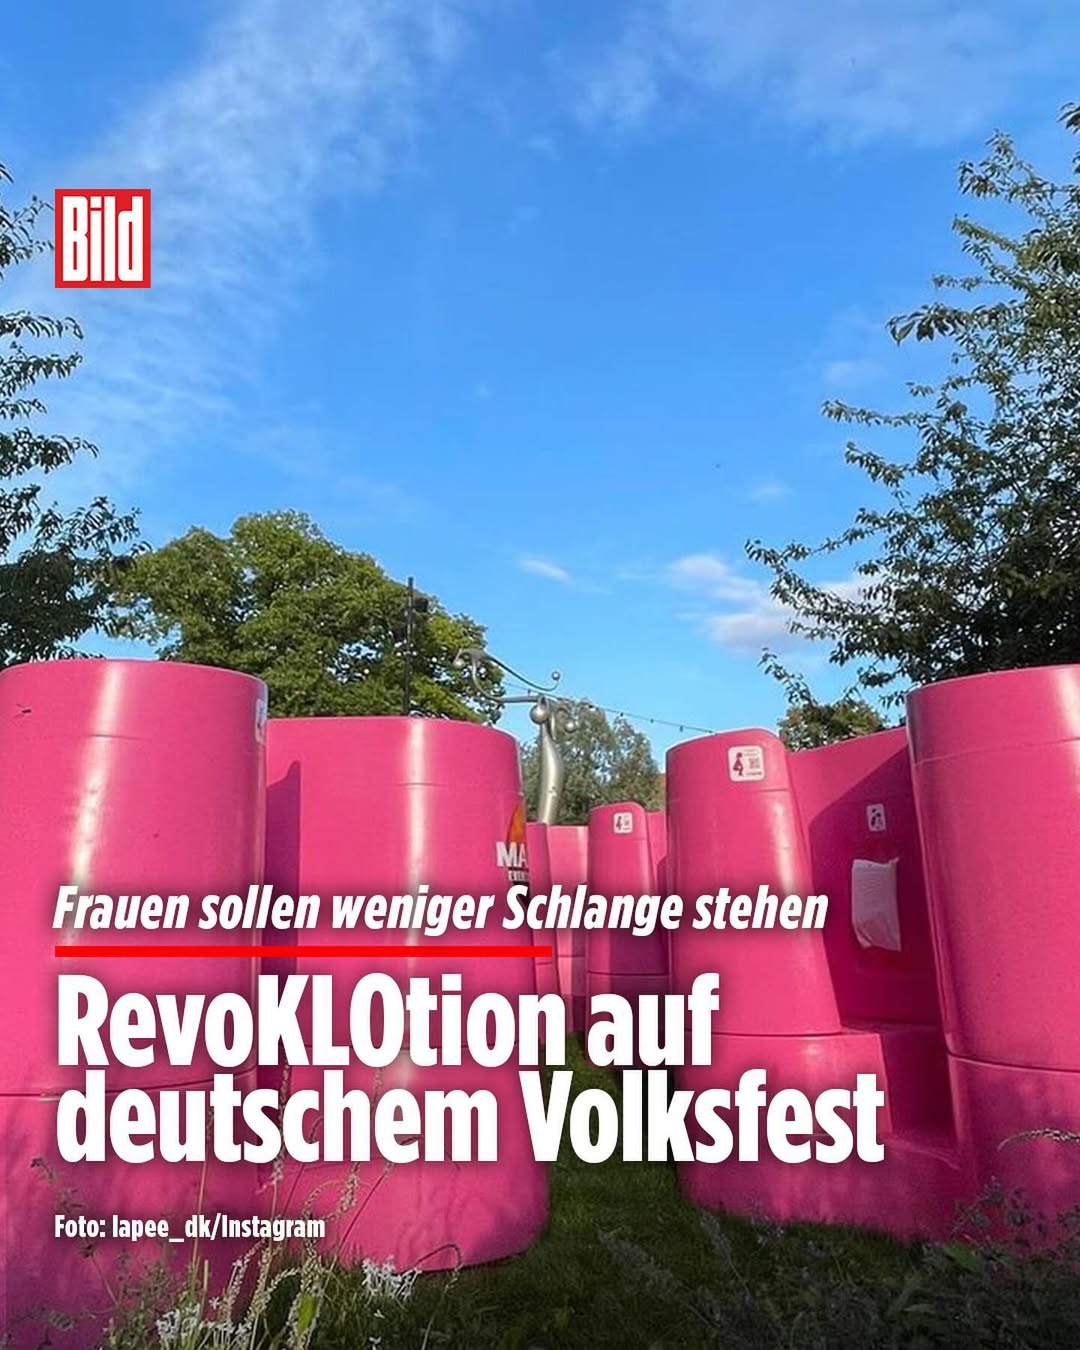 Bild
Frauen sollen weniger Schlange stehen
RevoKLOtion auf
deutschem Volksfest
Foto: lapee_dk/Instagram